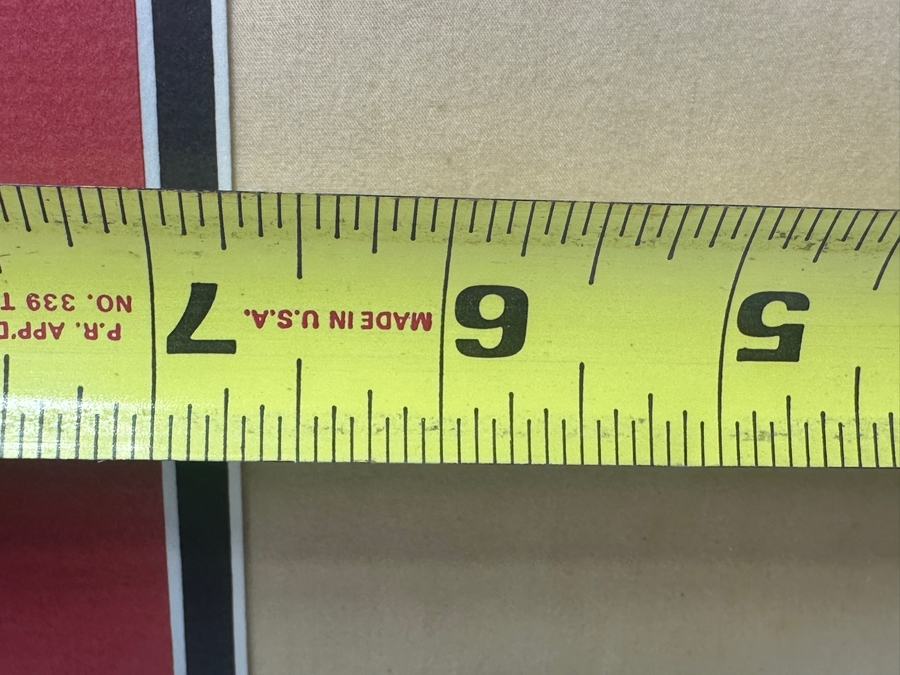 5
6
MADE IN U.S.A.
7
P.R. APP'D
NO. 339 T